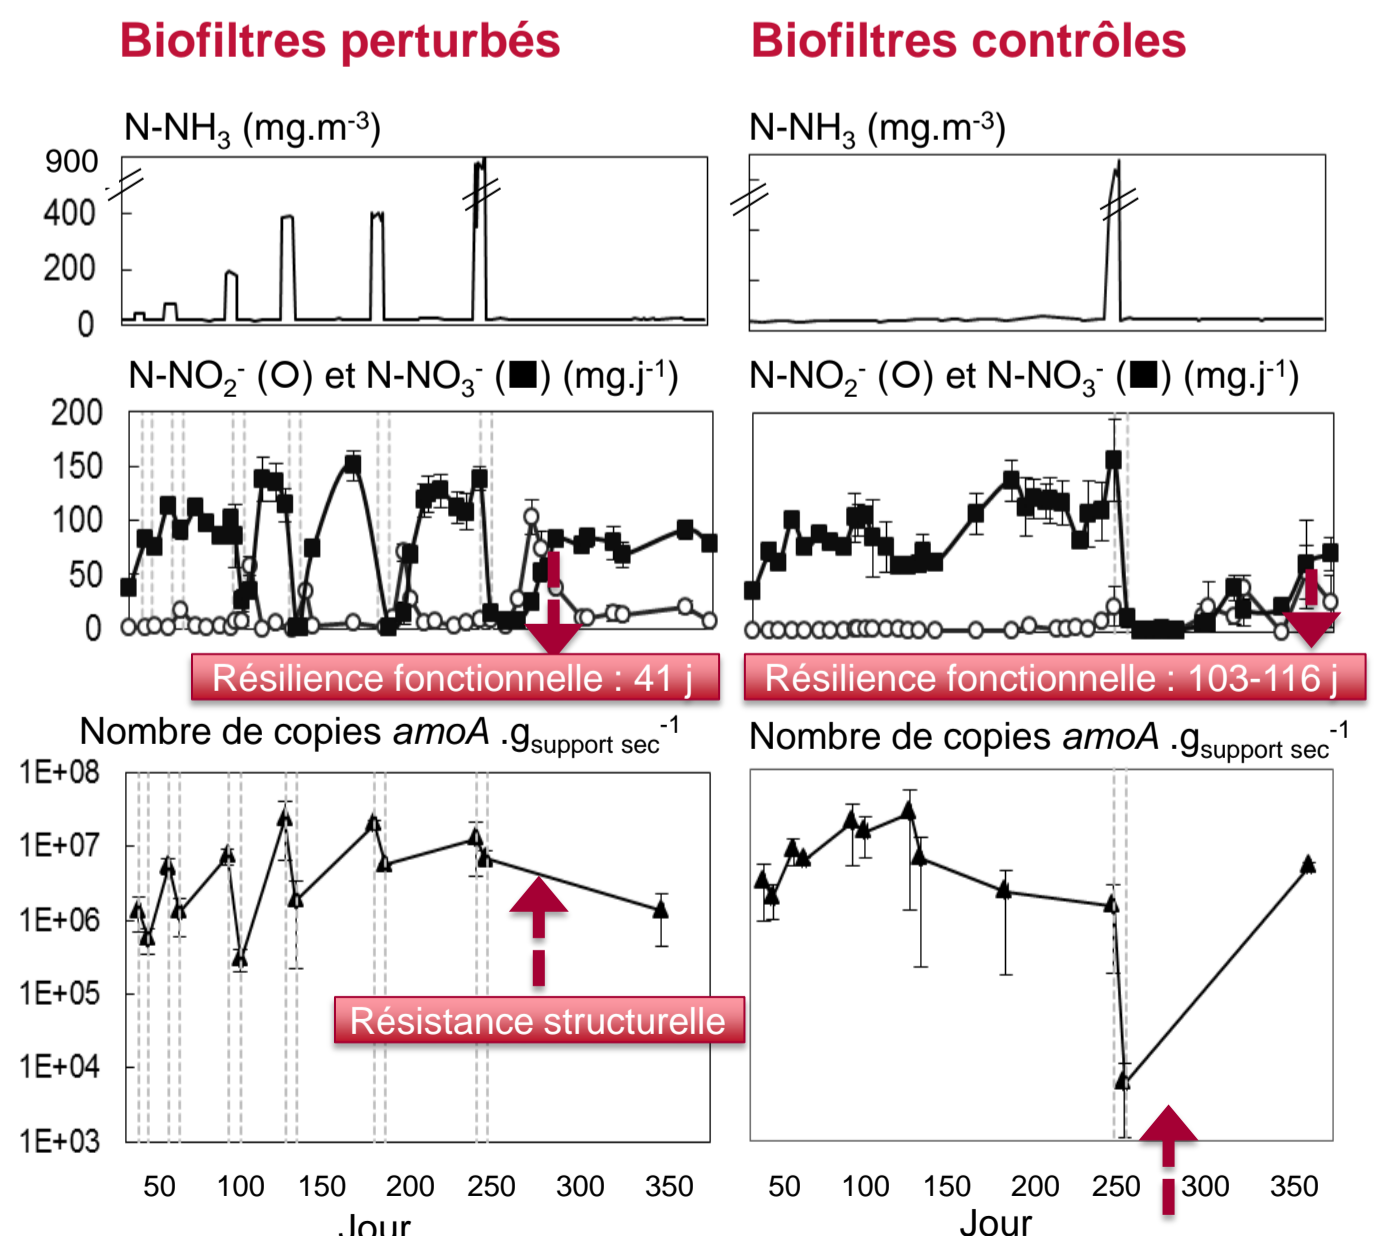 Biofiltres perturbés
Biofiltres contrôles
N-NH3 (mg.m-3)
N-NH3 (mg.m-3)
900
400
200
0
N-NO2- (O) et N-NO3- (■) (mg.j-1)
N-NO2- (O) et N-NO3- (■) (mg.j-1)
200
150
100
50
0
Résilience fonctionnelle : 41 j
Résilience fonctionnelle : 103-116 j
Nombre de copies amoA .gsupport sec-1
Nombre de copies amoA .gsupport sec-1
1E+08
1E+07
1E+06
1E+05
1E+04
1E+03
Résistance structurelle
50 100 150 200 250 300 350
50 100 150 200 250 300 350
Jour
Jour